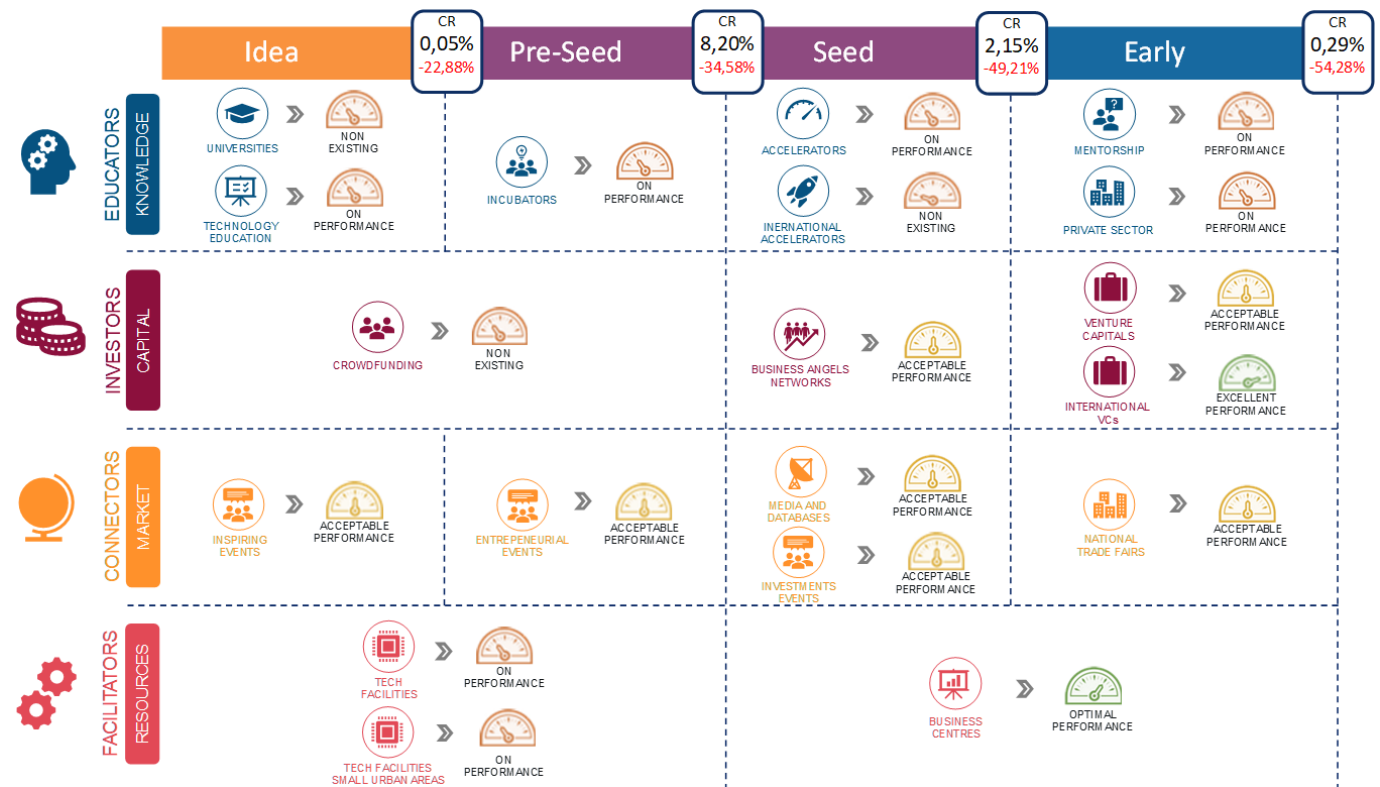 Idea
CR
0,05%
-22,88%
Pre-Seed
CR
8,20%
-34,58%
Seed
CR
2,15%
-49,21%
Early
CR
0,29%
-54,28%
EDUCATORS
KNOWLEDGE
UNIVERSITIES
NON
EXISTING
TECHNOLOGY
EDUCATION
ON
PERFORMANCE
INCUBATORS
ON
PERFORMANCE
ACCELERATORS
ON
PERFORMANCE
INERNATIONAL
ACCELERATORS
NON
EXISTING
MENTORSHIP
ON
PERFORMANCE
PRIVATE SECTOR
ON
PERFORMANCE
INVESTORS
CAPITAL
CROWDFUNDING
NON
EXISTING
BUSINESS ANGELS
NETWORKS
ACCEPTABLE
PERFORMANCE
VENTURE
CAPITALS
ACCEPTABLE
PERFORMANCE
INTERNATIONAL
VCs
EXCELLENT
PERFORMANCE
CONNECTORS
MARKET
INSPIRING
EVENTS
ACCEPTABLE
PERFORMANCE
ENTREPENEURIAL
EVENTS
ACCEPTABLE
PERFORMANCE
MEDIA AND
DATABASES
ACCEPTABLE
PERFORMANCE
INVESTMENTS
EVENTS
ACCEPTABLE
PERFORMANCE
NATIONAL
TRADE FAIRS
ACCEPTABLE
PERFORMANCE
FACILITATORS
RESOURCES
TECH
FACILITIES
ON
PERFORMANCE
TECH FACILITIES
SMALL URBAN AREAS
ON
PERFORMANCE
BUSINESS
CENTRES
OPTIMAL
PERFORMANCE